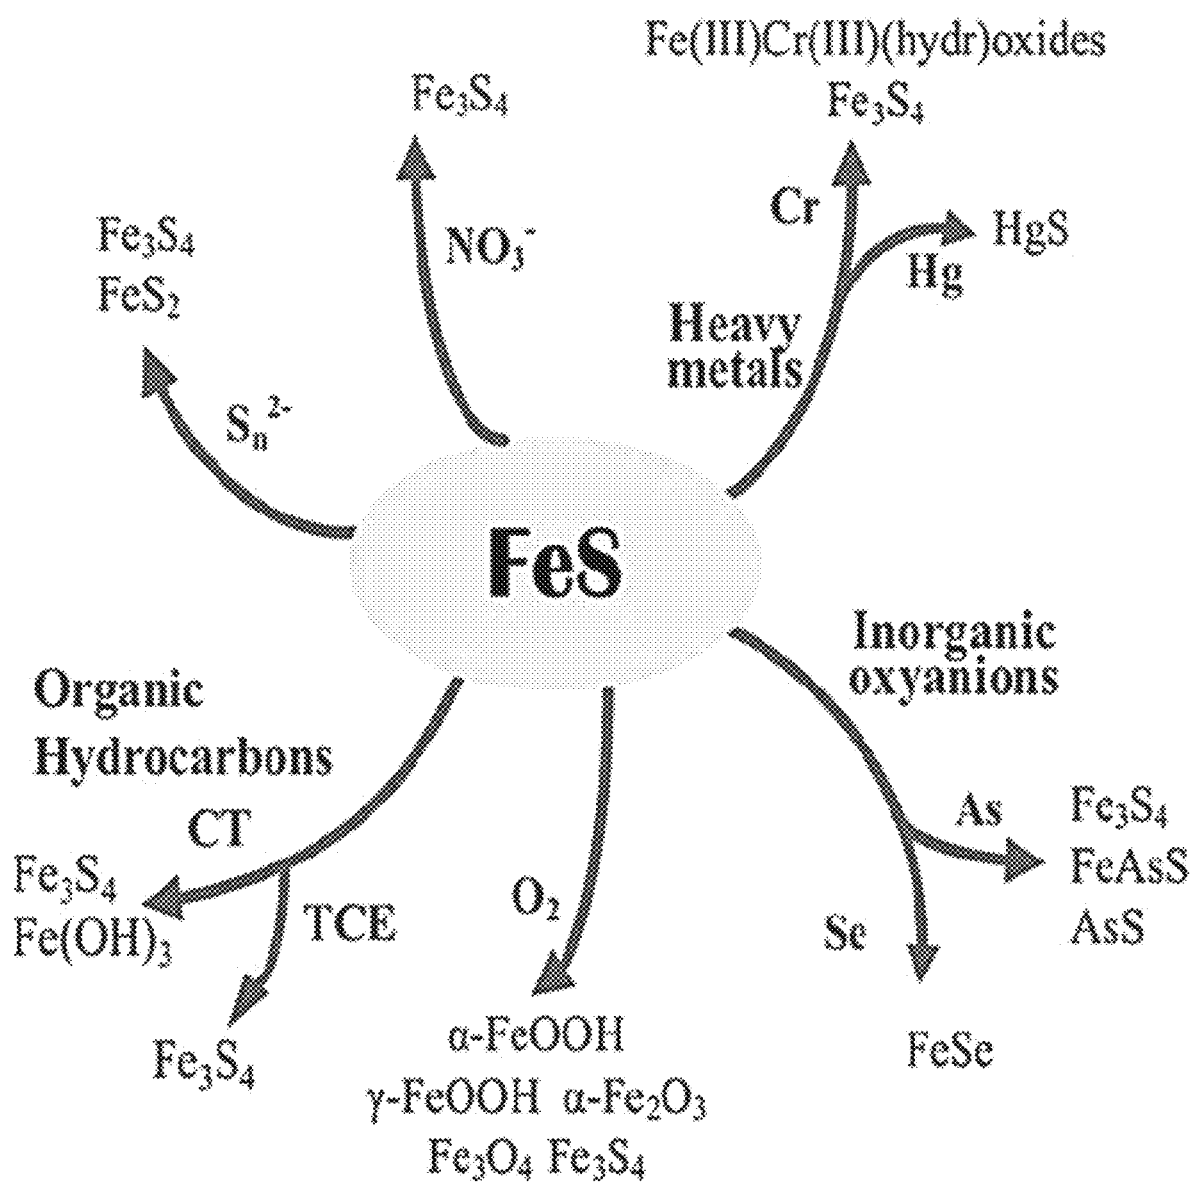 Fe(III)Cr(III)(hydr)oxides
Fe₃S₄
Fe₃S₄
Cr
HgS
Hg
NO₃⁻
Fe₃S₄
FeS₂
Heavy
metals
Sₙ²⁻
FeS
Inorganic
oxyanions
Organic
Hydrocarbons
CT
Fe₃S₄
Fe(OH)₃
TCE
Fe₃S₄
O₂
α-FeOOH
γ-FeOOH α-Fe₂O₃
Fe₃O₄ Fe₃S₄
As
Fe₃S₄
FeAsS
AsS
Se
FeSe